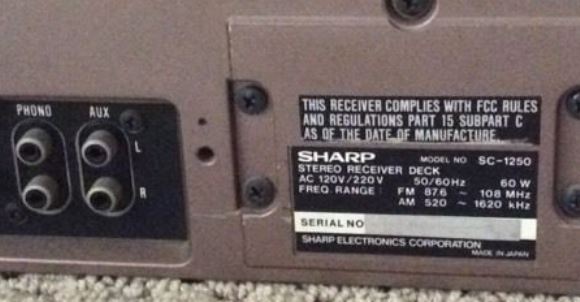 PHONO AUX
L
R
THIS RECEIVER COMPLIES WITH FCC RULES
AND REGULATIONS PART 15 SUBPART C
AS OF THE DATE OF MANUFACTURE.
SHARP MODEL NO SC-1250
STEREO RECEIVER DECK
AC 120V/220V 50/60Hz 60 W
FREQ. RANGE : FM 87.6 ~ 108 MHz
AM 520 ~ 1620 kHz
SERIAL NO
SHARP ELECTRONICS CORPORATION
MADE IN JAPAN